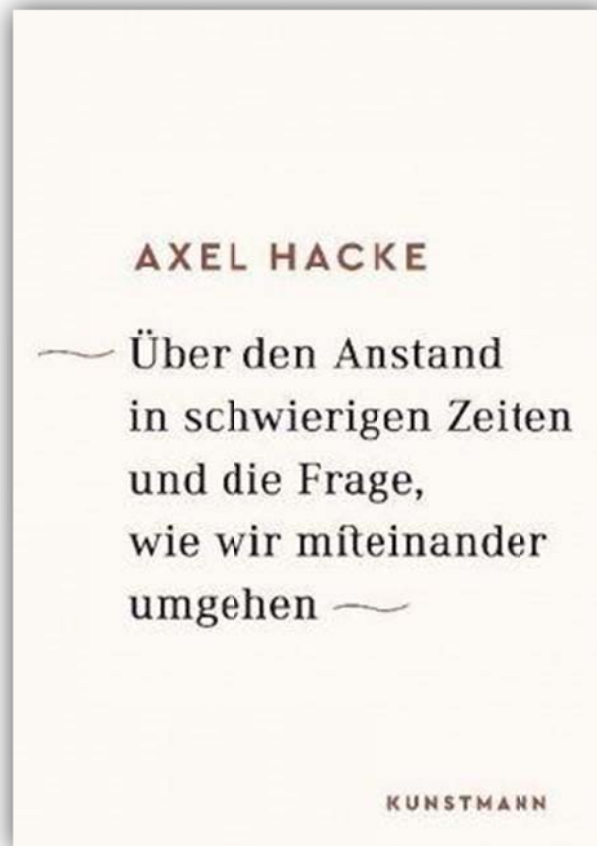 AXEL HACKE
Über den Anstand
in schwierigen Zeiten
und die Frage,
wie wir miteinander
umgehen
KUNSTMANN